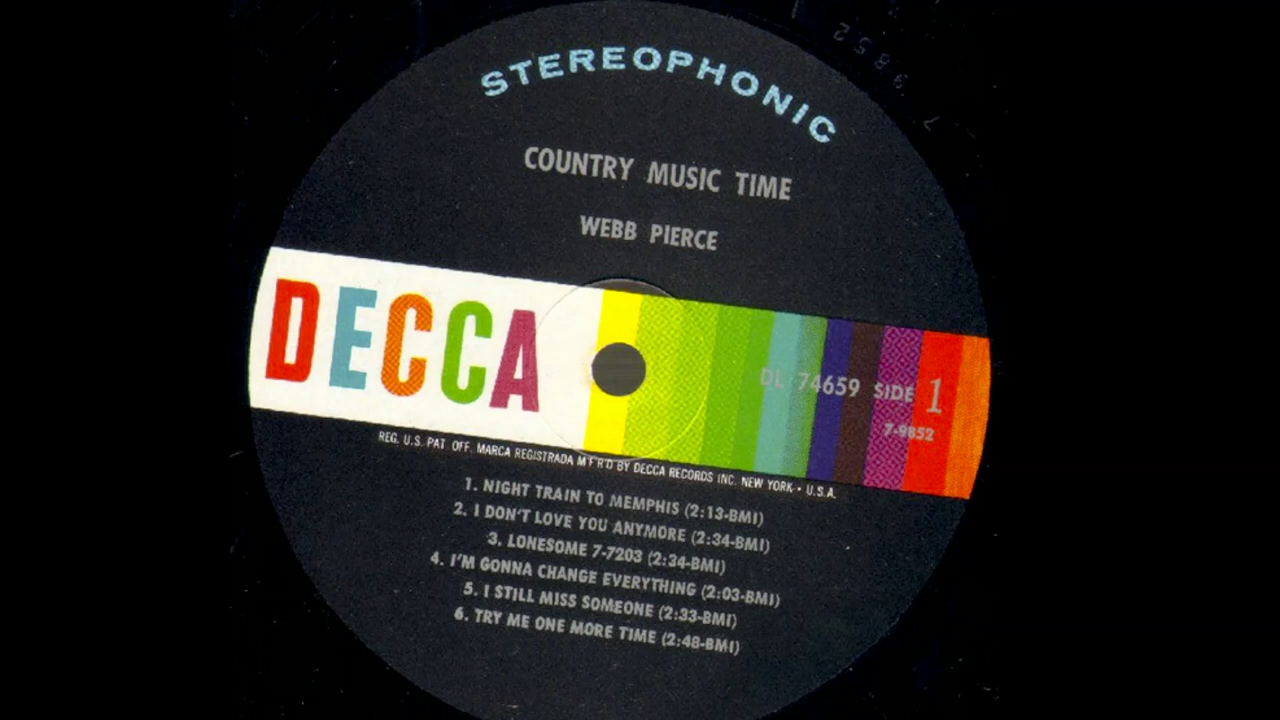 STEREOPHONIC
COUNTRY MUSIC TIME
WEBB PIERCE
DECCA
DL 74659 SIDE 1
7-9852
REG. U.S. PAT. OFF. MARCA REGISTRADA M'F'R'D BY DECCA RECORDS INC. NEW YORK • U.S.A.
1. NIGHT TRAIN TO MEMPHIS (2:13-BMI)
2. I DON'T LOVE YOU ANYMORE (2:34-BMI)
3. LONESOME 7-7203 (2:34-BMI)
4. I'M GONNA CHANGE EVERYTHING (2:03-BMI)
5. I STILL MISS SOMEONE (2:33-BMI)
6. TRY ME ONE MORE TIME (2:48-BMI)